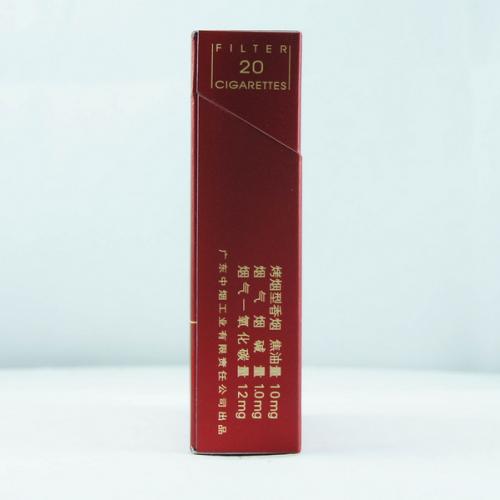 FILTER
20
CIGARETTES
烤烟型香烟 焦油量 10mg
烟气烟碱量 1.0mg
烟气一氧化碳量 12mg
广东中烟工业有限责任公司出品